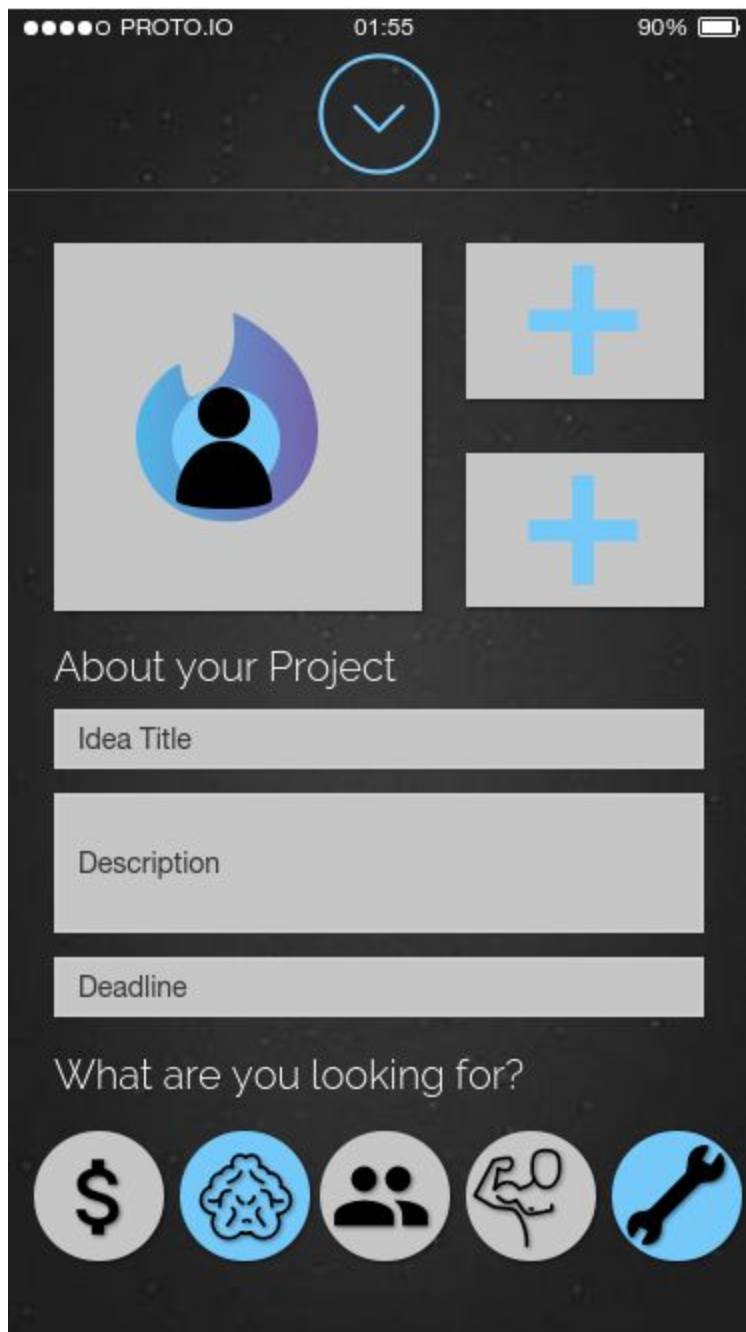 PROTO.IO 01:55 90%
About your Project
Idea Title
Description
Deadline
What are you looking for?
$